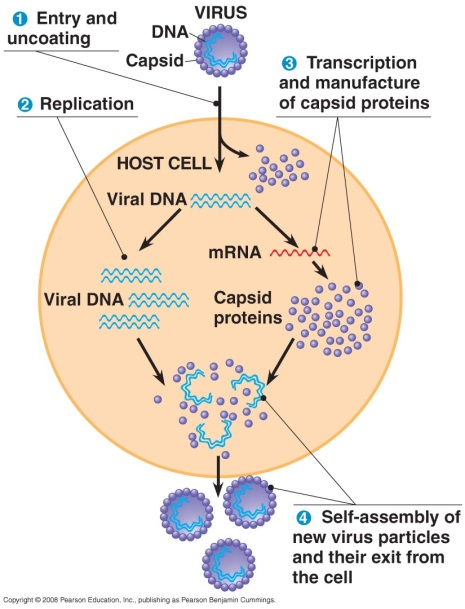 VIRUS
1 Entry and
uncoating
DNA
Capsid
3 Transcription
and manufacture
of capsid proteins
2 Replication
HOST CELL
Viral DNA
mRNA
Viral DNA
Capsid
proteins
4 Self-assembly of
new virus particles
and their exit from
the cell
Copyright © 2008 Pearson Education, Inc., publishing as Pearson Benjamin Cummings.